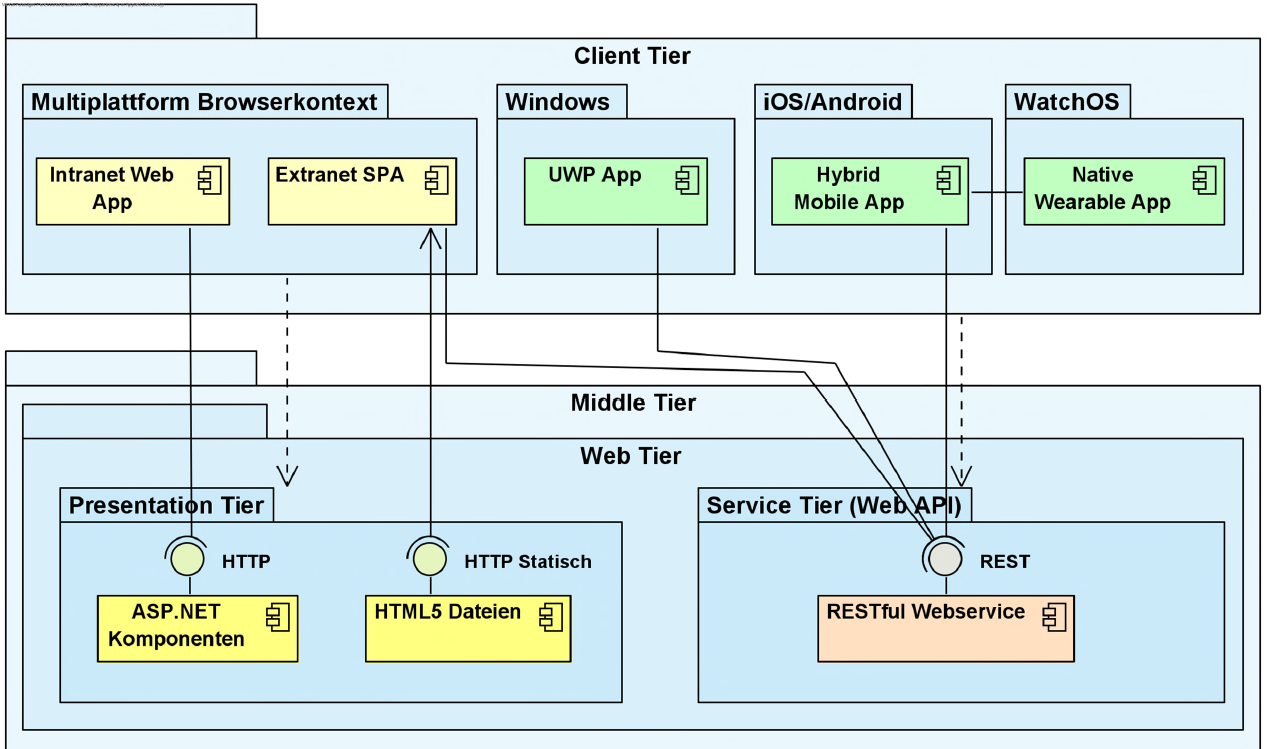 Client Tier
Multiplattform Browserkontext
Windows
iOS/Android
WatchOS
Intranet Web
App
Extranet SPA
UWP App
Hybrid
Mobile App
Native
Wearable App
Middle Tier
Web Tier
Presentation Tier
Service Tier (Web API)
HTTP
HTTP Statisch
REST
ASP.NET
Komponenten
HTML5 Dateien
RESTful Webservice